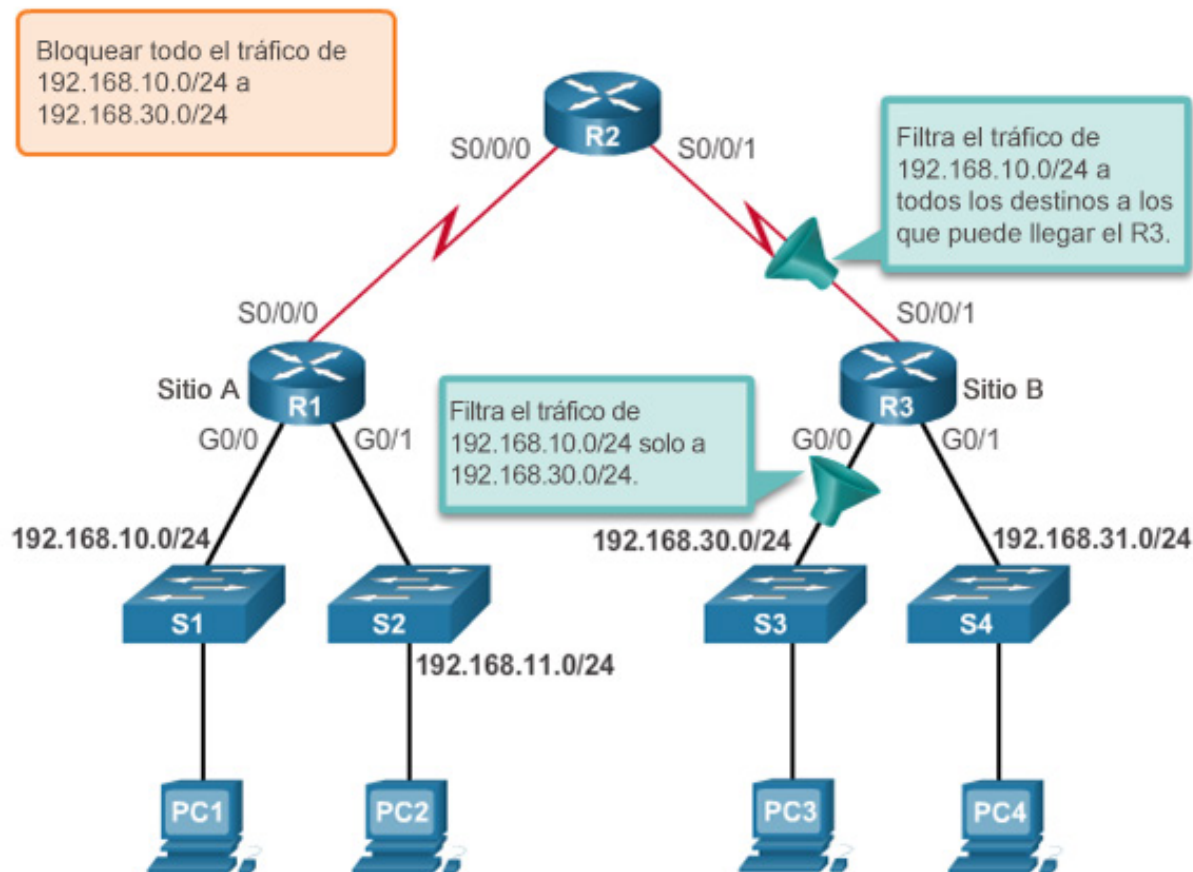 Bloquear todo el tráfico de
192.168.10.0/24 a
192.168.30.0/24
R2
S0/0/0
S0/0/1
Filtra el tráfico de
192.168.10.0/24 a
todos los destinos a los
que puede llegar el R3.
S0/0/0
S0/0/1
Sitio A
R1
G0/0
G0/1
Filtra el tráfico de
192.168.10.0/24 solo a
192.168.30.0/24.
R3
Sitio B
G0/0
G0/1
192.168.10.0/24
192.168.30.0/24
192.168.31.0/24
S1
S2
S3
S4
192.168.11.0/24
PC1
PC2
PC3
PC4